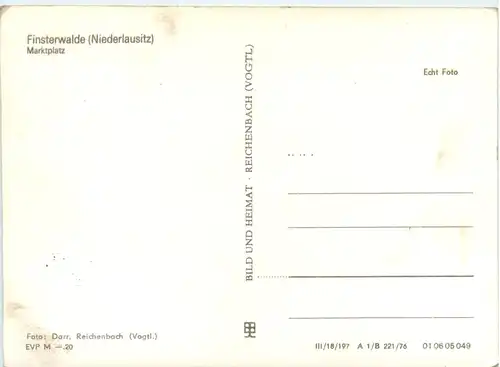 Finsterwalde (Niederlausitz)
Marktplatz
Echt Foto
BILD UND HEIMAT · REICHENBACH (VOGTL)
Foto: Darr, Reichenbach (Vogtl.)
EVP M –.20
III/18/197 A 1/B 221/76 01 06 05 049